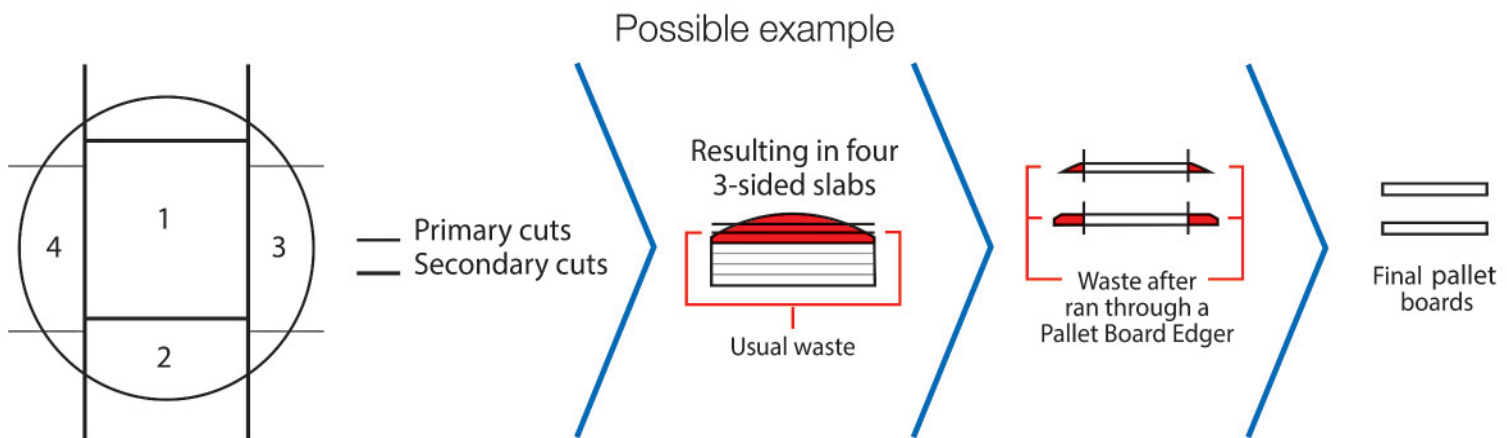 Possible example
1
4
3
2
Primary cuts
Secondary cuts
Resulting in four
3-sided slabs
Usual waste
Waste after
ran through a
Pallet Board Edger
Final pallet
boards